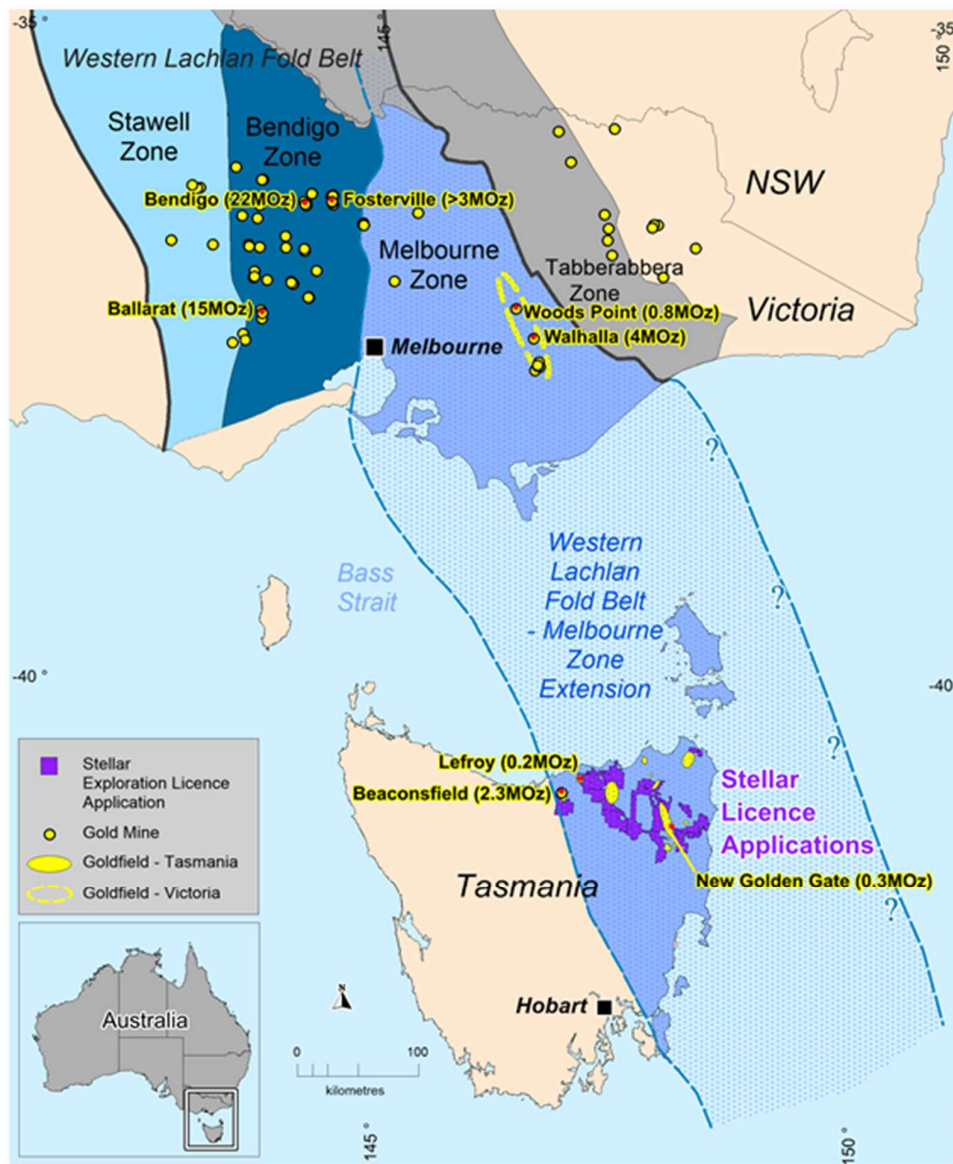 -35 °
145 °
-35
150 °
Western Lachlan Fold Belt
Stawell
Zone
Bendigo
Zone
NSW
Bendigo (22MOz)
Fosterville (>3MOz)
Melbourne
Zone
Tabberabbera
Zone
Victoria
Ballarat (15MOz)
Woods Point (0.8MOz)
Walhalla (4MOz)
Melbourne
?
Bass
Strait
Western
Lachlan
Fold Belt
- Melbourne
Zone
Extension
?
-40 °
-40
?
Lefroy (0.2MOz)
Beaconsfield (2.3MOz)
Stellar
Licence
Applications
New Golden Gate (0.3MOz)
?
Tasmania
Stellar
Exploration Licence
Application
Gold Mine
Goldfield - Tasmania
Goldfield - Victoria
Australia
N
Hobart
0 100
kilometres
145 °
150 °